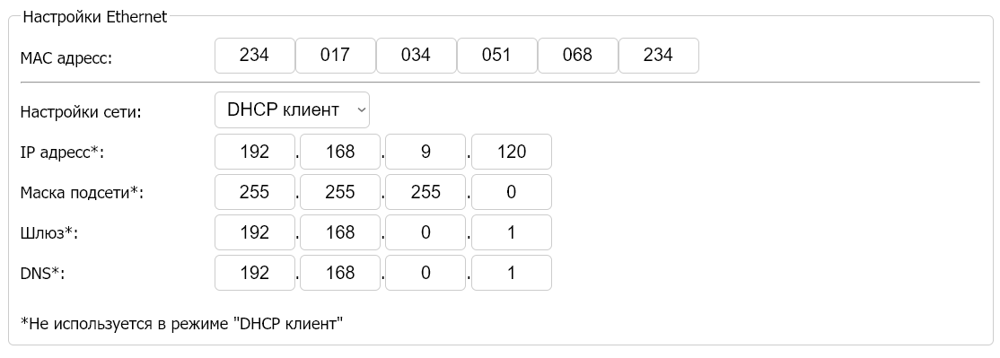 Настройки Ethernet
MAC адресс: 234 017 034 051 068 234
Настройки сети: DHCP клиент
IP адресс*: 192 . 168 . 9 . 120
Маска подсети*: 255 . 255 . 255 . 0
Шлюз*: 192 . 168 . 0 . 1
DNS*: 192 . 168 . 0 . 1
*Не используется в режиме "DHCP клиент"